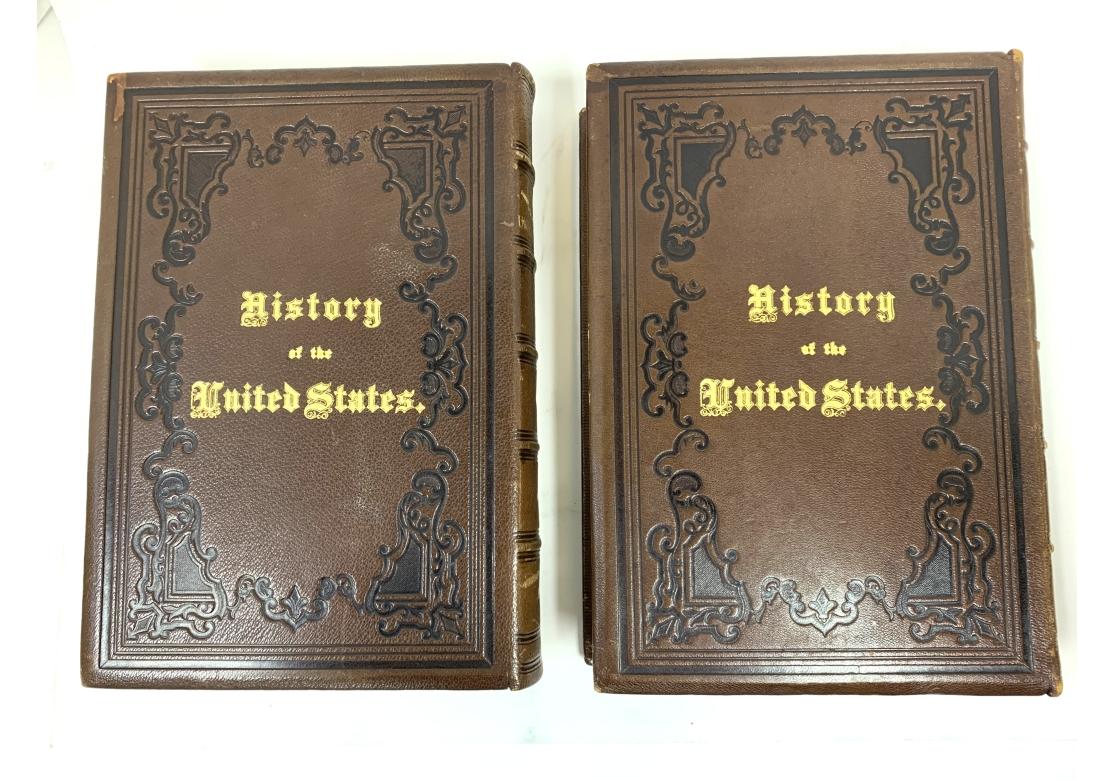 History
of the
United States.
History
of the
United States.